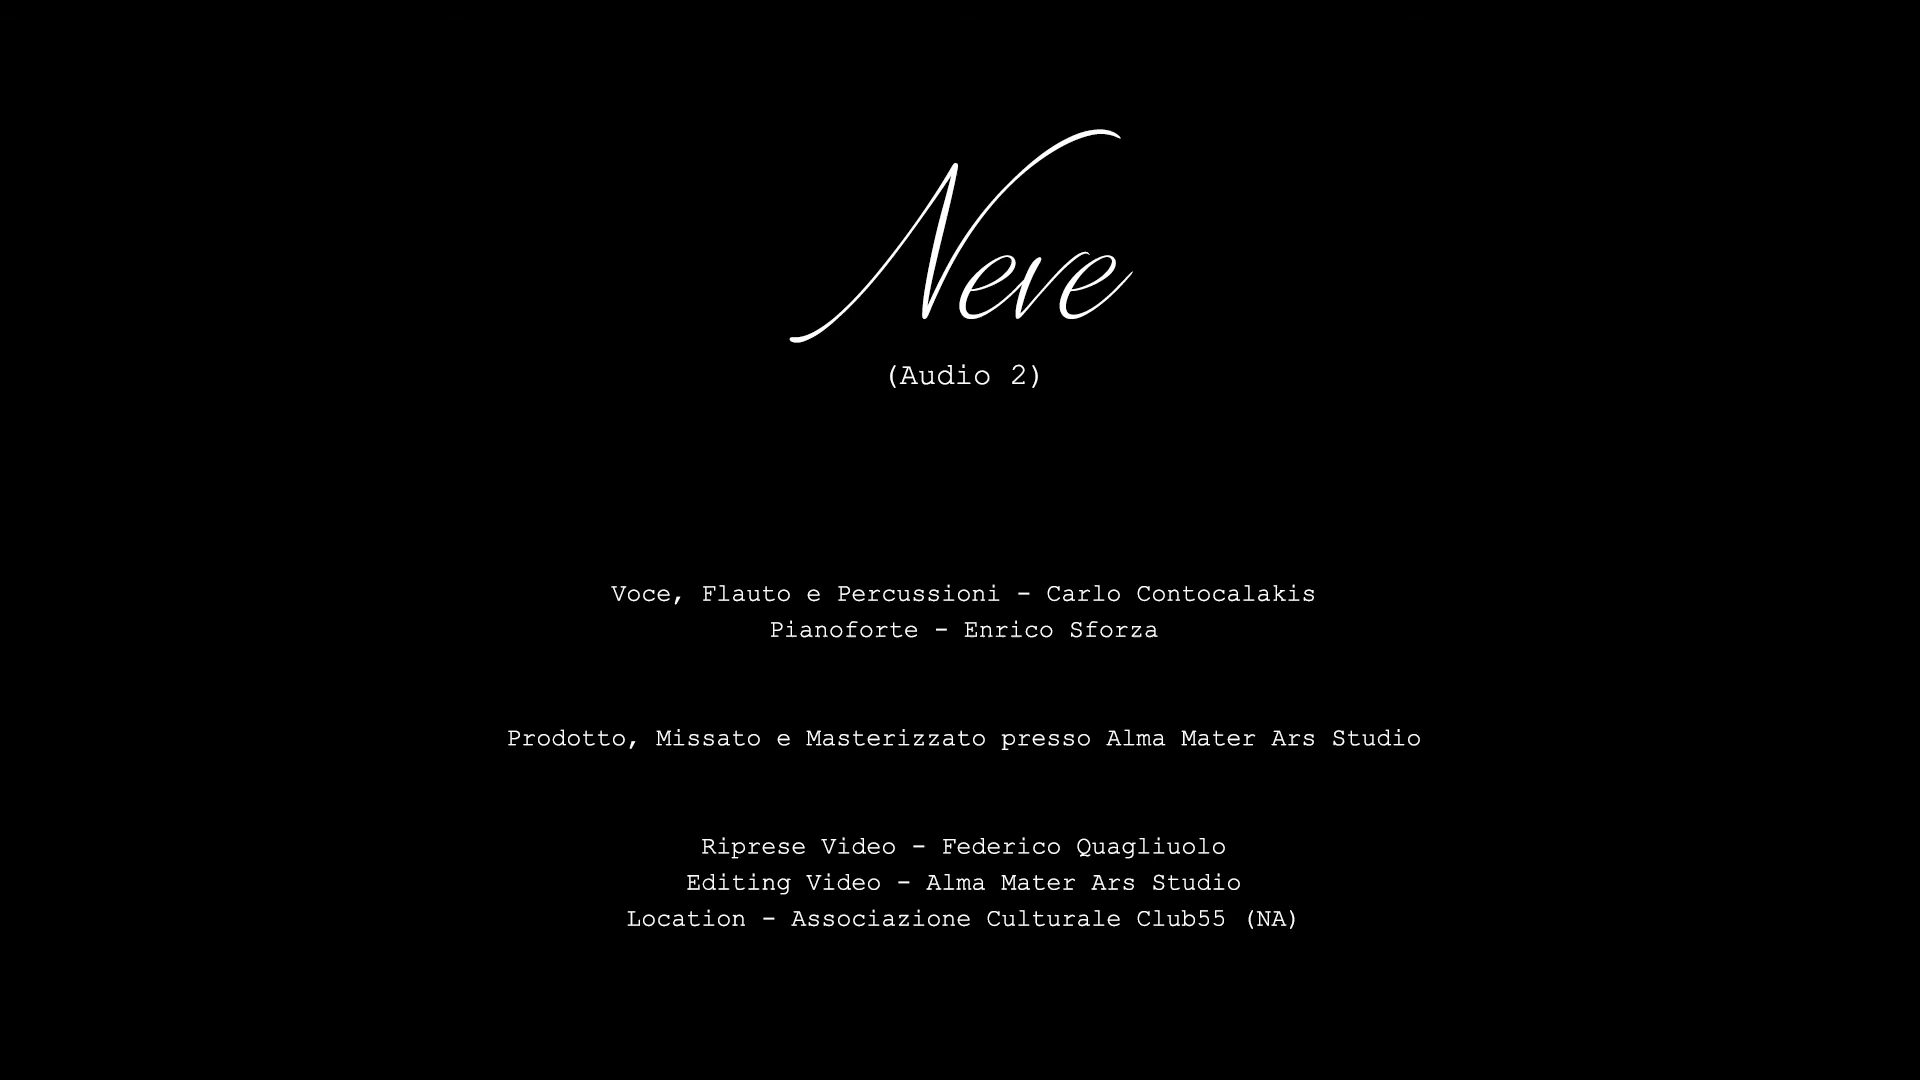 Neve
(Audio 2)
Voce, Flauto e Percussioni - Carlo Contocalakis
Pianoforte - Enrico Sforza
Prodotto, Missato e Masterizzato presso Alma Mater Ars Studio
Riprese Video - Federico Quagliuolo
Editing Video - Alma Mater Ars Studio
Location - Associazione Culturale Club55 (NA)